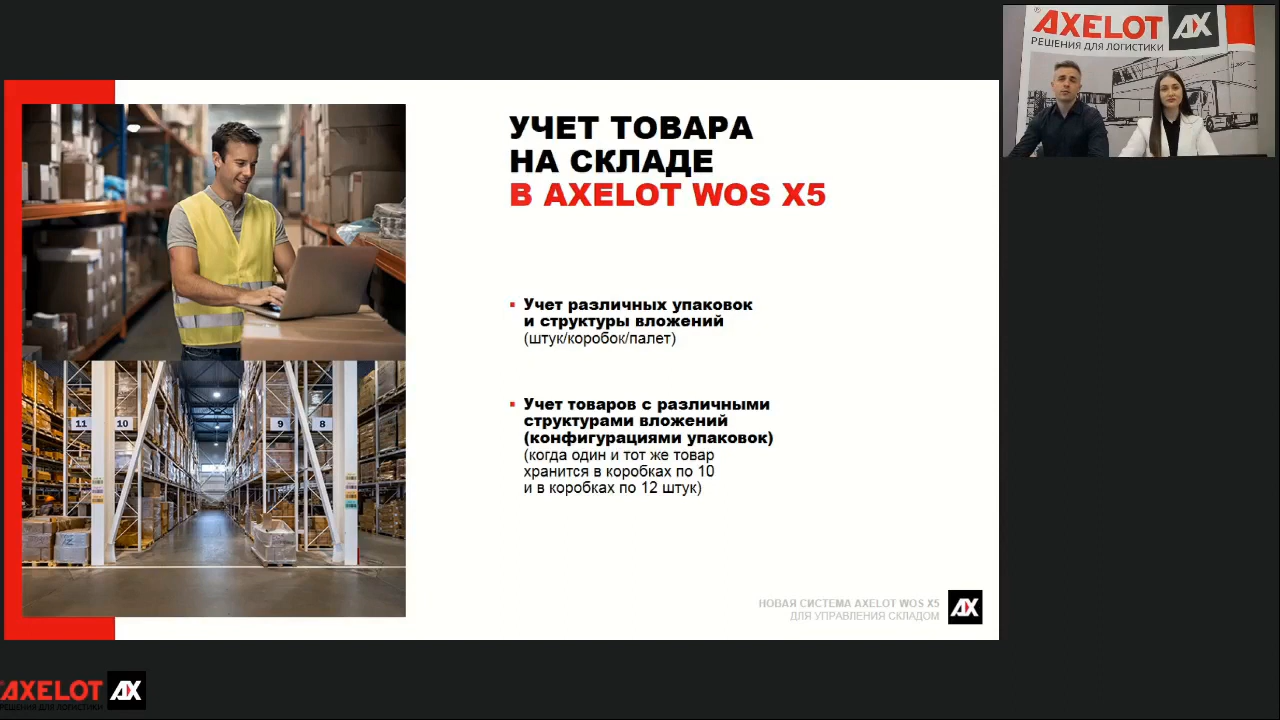 AXELOT AX
РЕШЕНИЯ ДЛЯ ЛОГИСТИКИ
УЧЕТ ТОВАРА
НА СКЛАДЕ
В AXELOT WOS X5
Учет различных упаковок
и структуры вложений
(штук/коробок/палет)
Учет товаров с различными
структурами вложений
(конфигурациями упаковок)
(когда один и тот же товар
хранится в коробках по 10
и в коробках по 12 штук)
11
10
9
8
НОВАЯ СИСТЕМА AXELOT WOS X5
ДЛЯ УПРАВЛЕНИЯ СКЛАДОМ
AX
AXELOT AX
РЕШЕНИЯ ДЛЯ ЛОГИСТИКИ